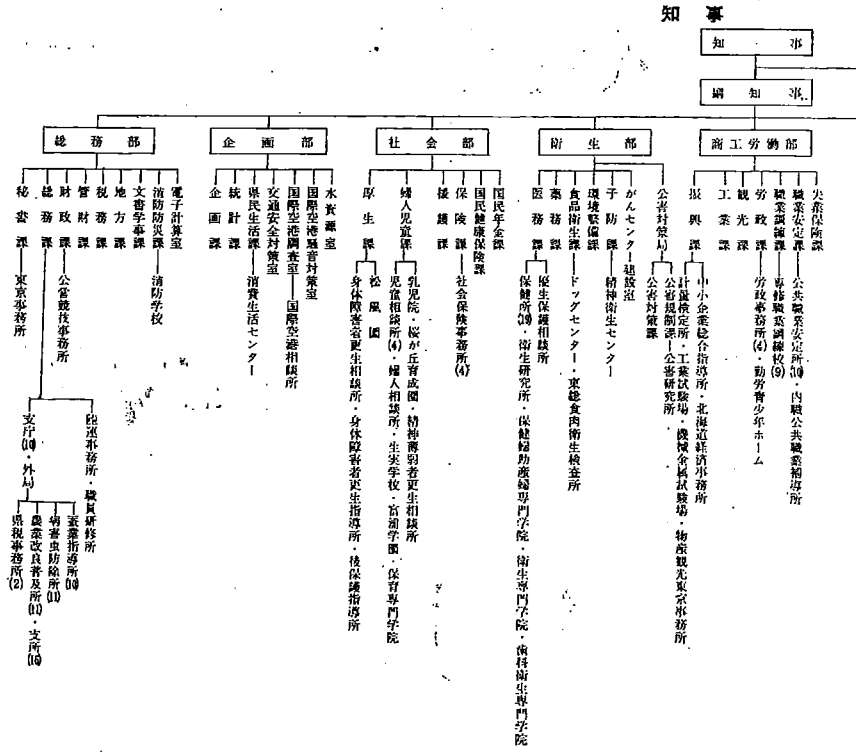 知事
知事
副知事
総務部
企画部
社会部
衛生部
商工労働部
秘書課
東京事務所
総務課
陸運事務所・職員研修所
支庁(10)・外局
蚕業指導所(10)
病害虫防除所(11)
農業改良普及所(11)・支所(16)
県税事務所(2)
財政課
管財課
公営競技事務所
税務課
地方課
文書学事課
消防防災課
消防学校
電子計算室
企画課
統計課
県民生活課
消費生活センター
交通安全対策室
国際空港調査室
国際空港相談所
国際空港騒音対策室
水資源室
厚生課
松風園
身体障害者更生相談所・身体障害者更生指導所・後保護指導所
婦人児童課
乳児院・桜が丘育成園・精神薄弱者更生相談所
児童相談所(4)・婦人相談所・生実学校・富浦学園・保育専門学院
援護課
保険課
社会保険事務所(4)
国民健康保険課
国民年金課
医務課
優生保護相談所
保健所(19)・衛生研究所・保健婦助産婦専門学院・衛生専門学院・歯科衛生専門学院
薬務課
食品衛生課
ドッグセンター・東総食肉衛生検査所
環境整備課
予防課
精神衛生センター
がんセンター建設室
公害対策局
公害規制課
公害研究所
公害対策課
振興課
中小企業総合指導所・北海道経済事務所
計量検定所・工業試験場・機械金属試験場・物産観光東京事務所
工業課
観光課
労政課
労政事務所(4)・勤労青少年ホーム
職業訓練課
専修職業訓練校(9)
職業安定課
公共職業安定所(10)・内職公共職業補導所
失業保険課